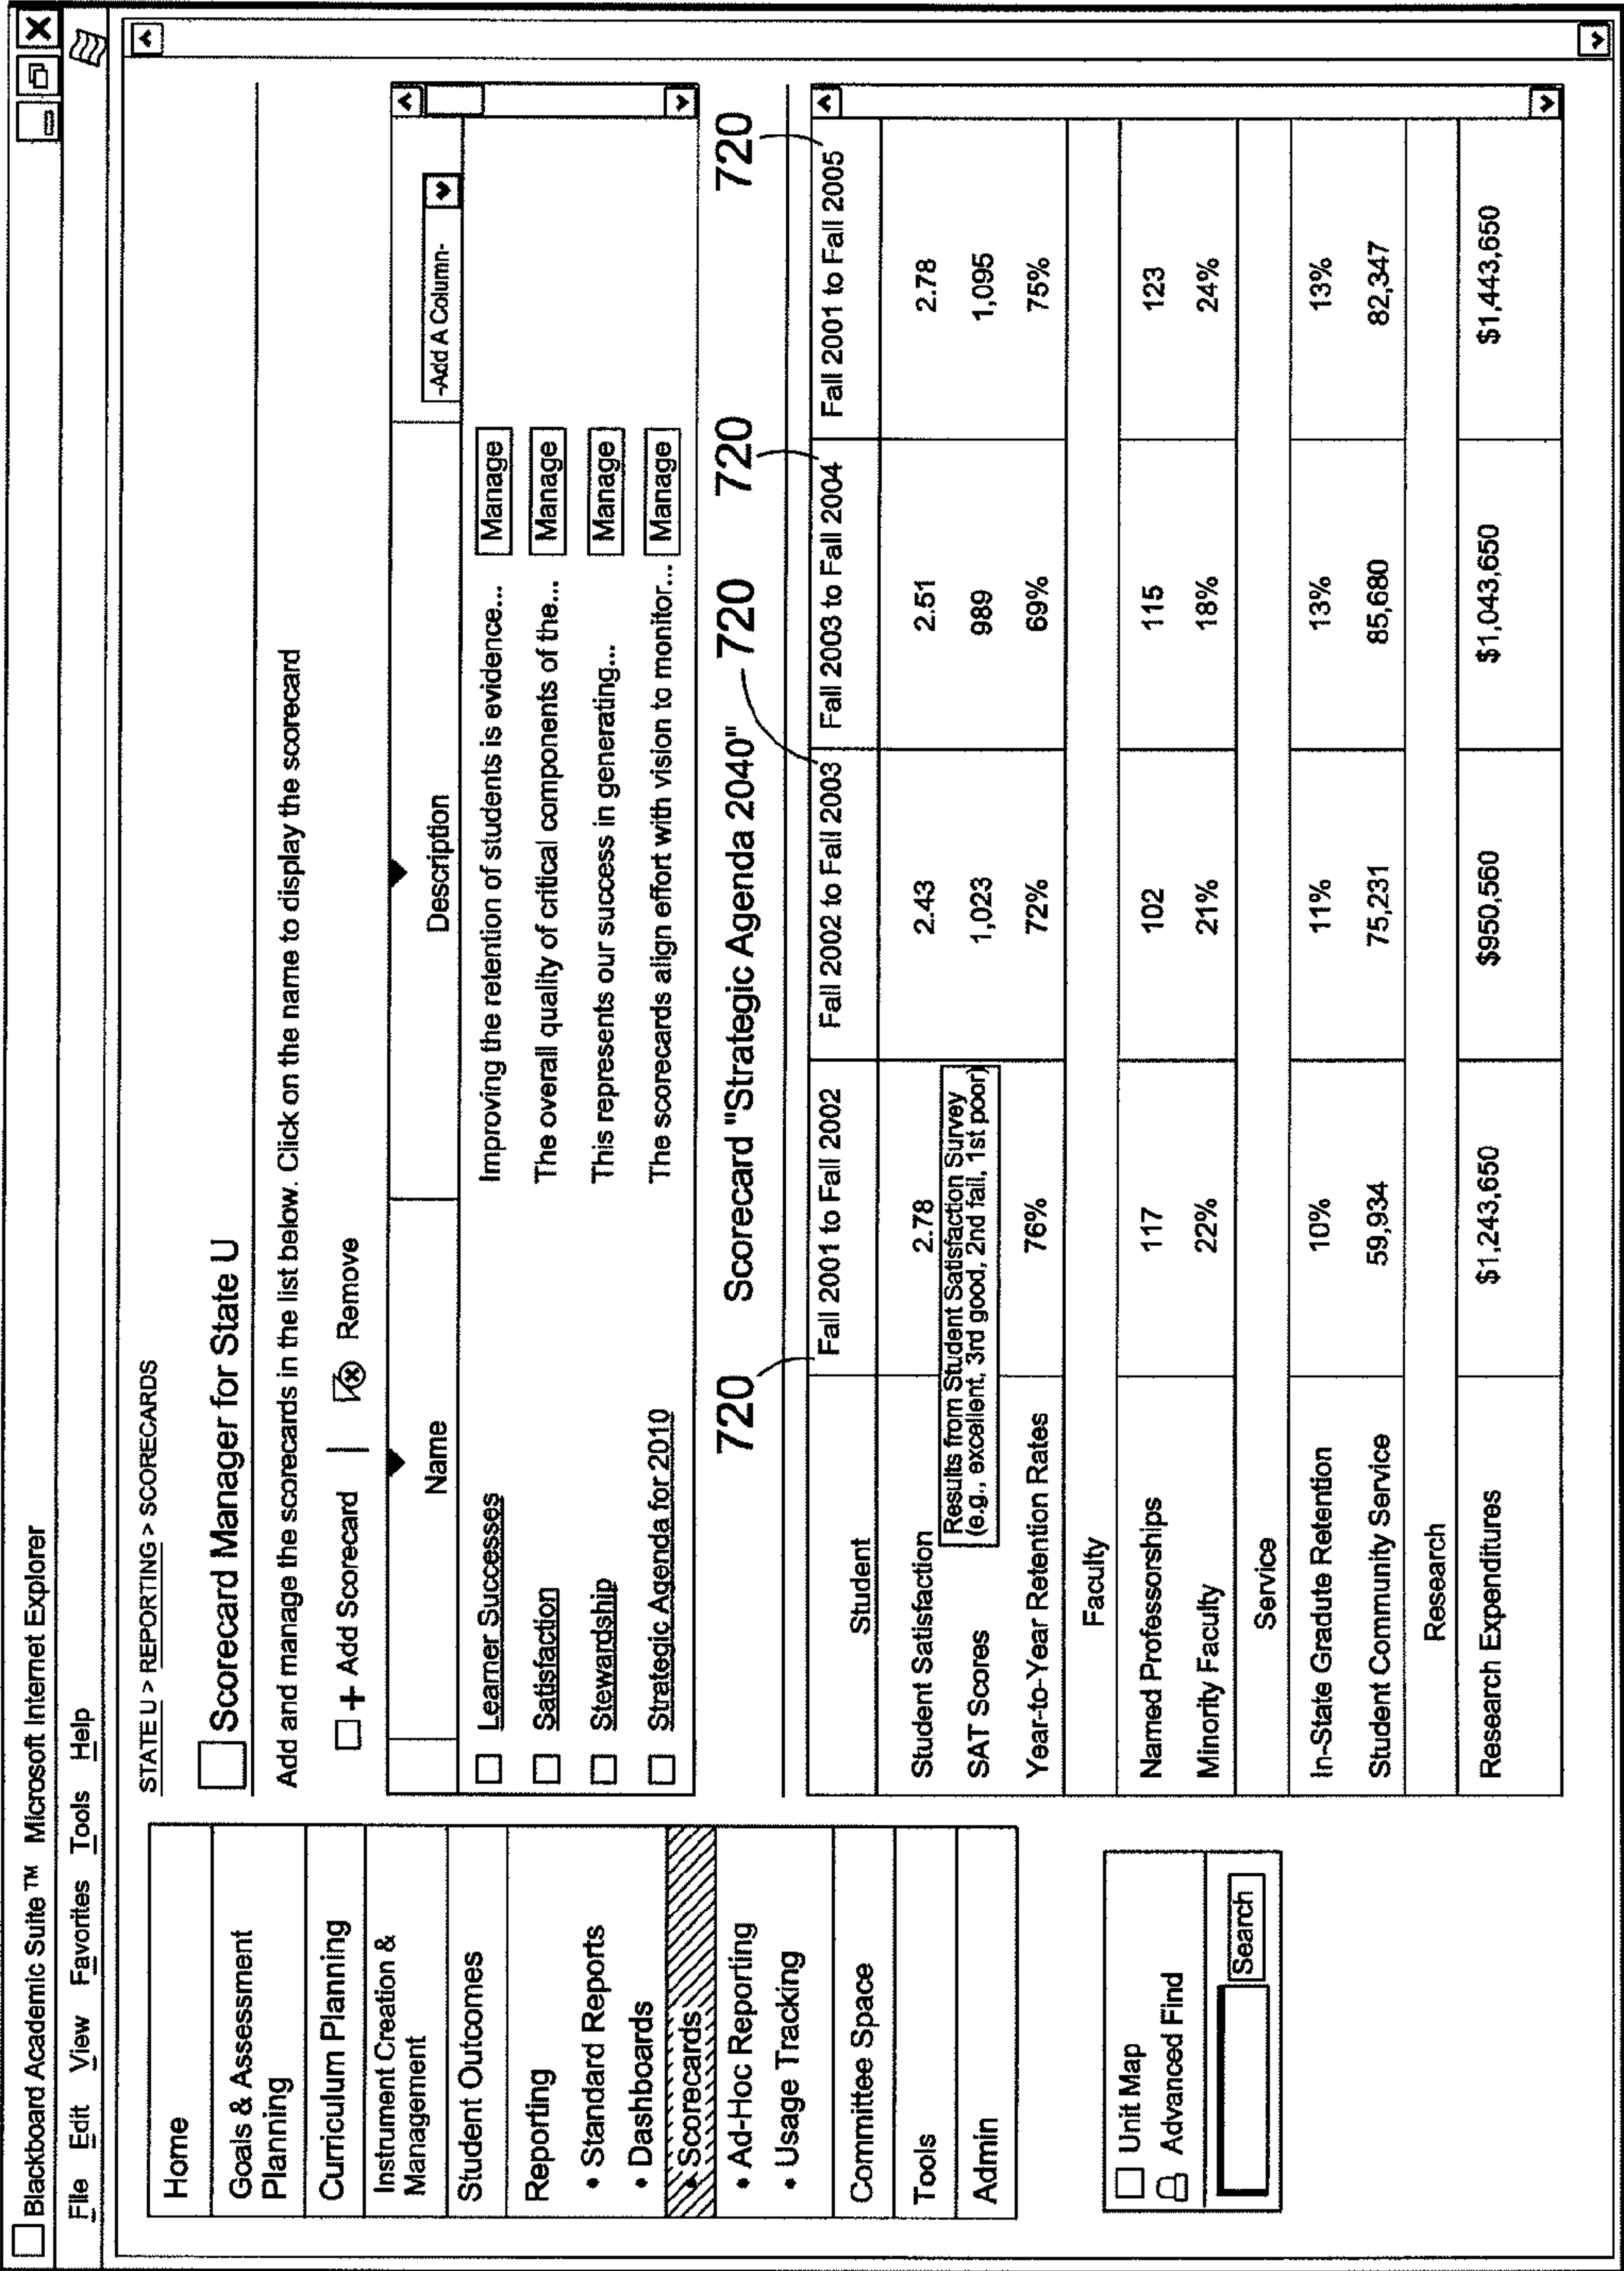 Blackboard Academic Suite ™ Microsoft Internet Explorer
File Edit View Favorites Tools Help
Home
Goals & Assessment
Planning
Curriculum Planning
Instrument Creation &
Management
Student Outcomes
Reporting
• Standard Reports
• Dashboards
• Scorecards
• Ad-Hoc Reporting
• Usage Tracking
Committee Space
Tools
Admin
Unit Map
Advanced Find
Search
STATE U > REPORTING > SCORECARDS
Scorecard Manager for State U
Add and manage the scorecards in the list below. Click on the name to display the scorecard
+ Add Scorecard | Remove
Name Description -Add A Column-
Learner Successes Improving the retention of students is evidence... Manage
Satisfaction The overall quality of critical components of the... Manage
Stewardship This represents our success in generating... Manage
Strategic Agenda for 2010 The scorecards align effort with vision to monitor... Manage
720 Scorecard "Strategic Agenda 2040" 720 720 720
Student Fall 2001 to Fall 2002 Fall 2002 to Fall 2003 Fall 2003 to Fall 2004 Fall 2001 to Fall 2005
Student Satisfaction 2.78 2.43 2.51 2.78
Results from Student Satisfaction Survey
(e.g., excellent, 3rd good, 2nd fail, 1st poor)
SAT Scores 1,023 989 1,095
Year-to-Year Retention Rates 76% 72% 69% 75%
Faculty
Named Professorships 117 102 115 123
Minority Faculty 22% 21% 18% 24%
Service
In-State Gradute Retention 10% 11% 13% 13%
Student Community Service 59,934 75,231 85,680 82,347
Research
Research Expenditures $1,243,650 $950,560 $1,043,650 $1,443,650